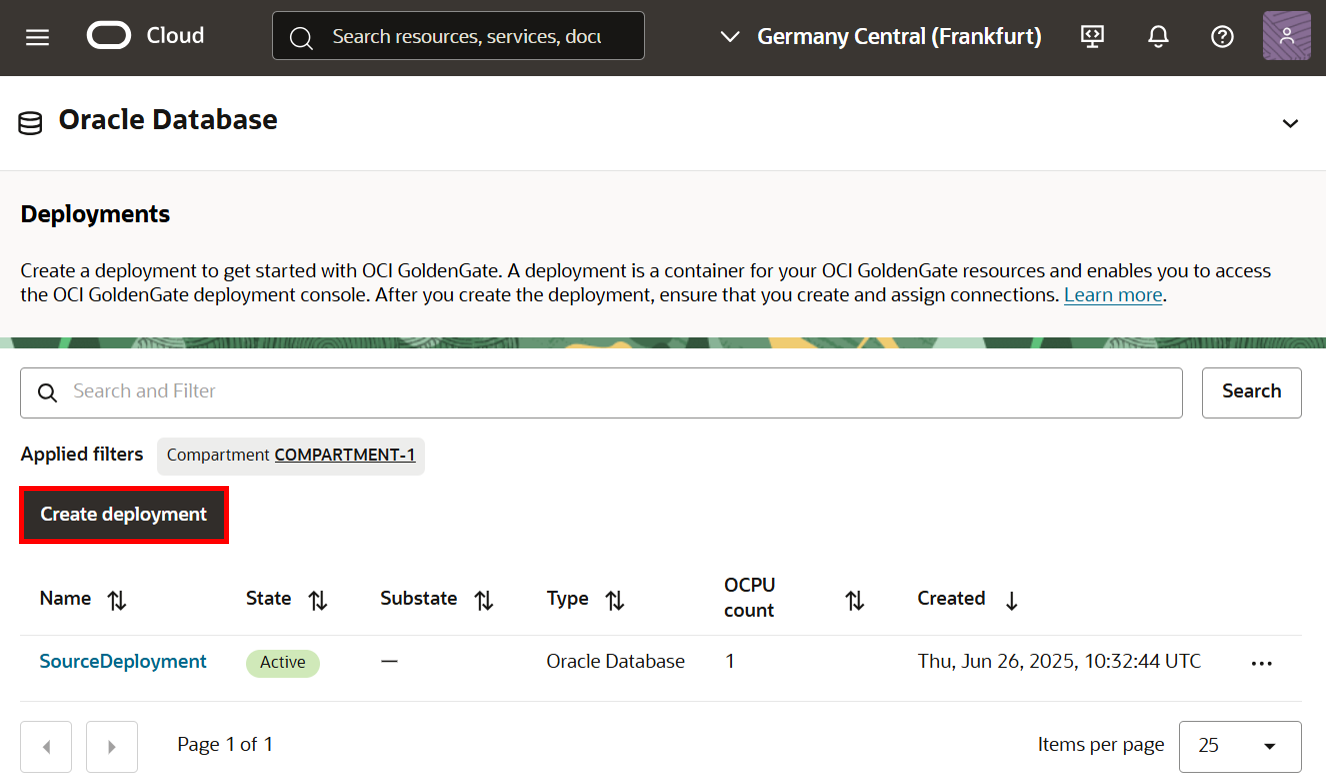 Cloud
Search resources, services, docu
Germany Central (Frankfurt)
Oracle Database
Deployments
Create a deployment to get started with OCI GoldenGate. A deployment is a container for your OCI GoldenGate resources and enables you to access
the OCI GoldenGate deployment console. After you create the deployment, ensure that you create and assign connections. Learn more.
Search and Filter
Search
Applied filters
Compartment COMPARTMENT-1
Create deployment
Name State Substate Type OCPU count Created
SourceDeployment Active — Oracle Database 1 Thu, Jun 26, 2025, 10:32:44 UTC
Page 1 of 1
Items per page 25